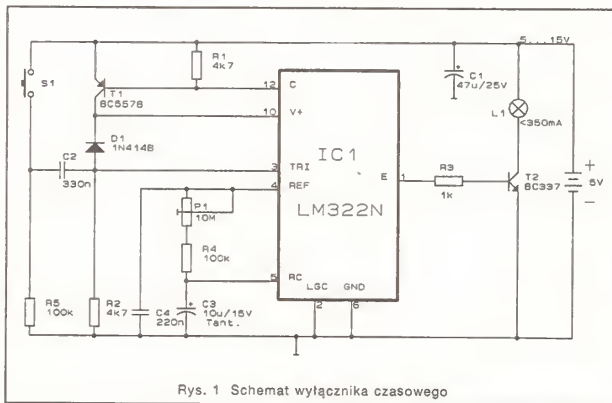 5...15V
R1
4k7
C1
47u/25V
S1
T1
BC557B
12
C
10
V+
L1
<350mA
D1
1N4148
IC1
C2
330n
3
TRI
4
REF
E
1
R3
1k
T2
BC337
+
5V
-
P1
10M
LM322N
R4
100k
5
RC
LGC
GND
2
6
R5
100k
R2
4k7
C4
220n
C3
10u/15V
Tant.
Rys. 1 Schemat wyłącznika czasowego